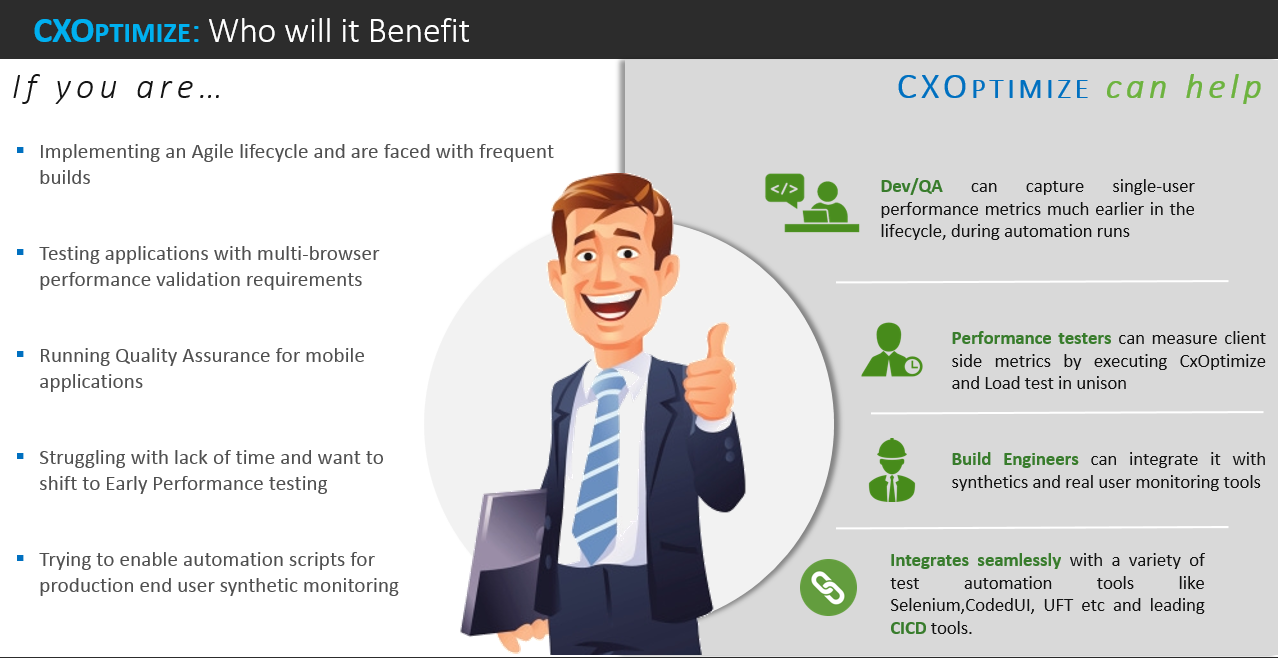 CXOPTIMIZE: Who will it Benefit
If you are…
Implementing an Agile lifecycle and are faced with frequent
builds
Testing applications with multi-browser
performance validation requirements
Running Quality Assurance for mobile
applications
Struggling with lack of time and want to
shift to Early Performance testing
Trying to enable automation scripts for
production end user synthetic monitoring
CXOPTIMIZE can help
</>
Dev/QA can capture single-user
performance metrics much earlier in the
lifecycle, during automation runs
Performance testers can measure client
side metrics by executing CxOptimize
and Load test in unison
Build Engineers can integrate it with
synthetics and real user monitoring tools
Integrates seamlessly with a variety of
test automation tools like
Selenium,CodedUI, UFT etc and leading
CICD tools.